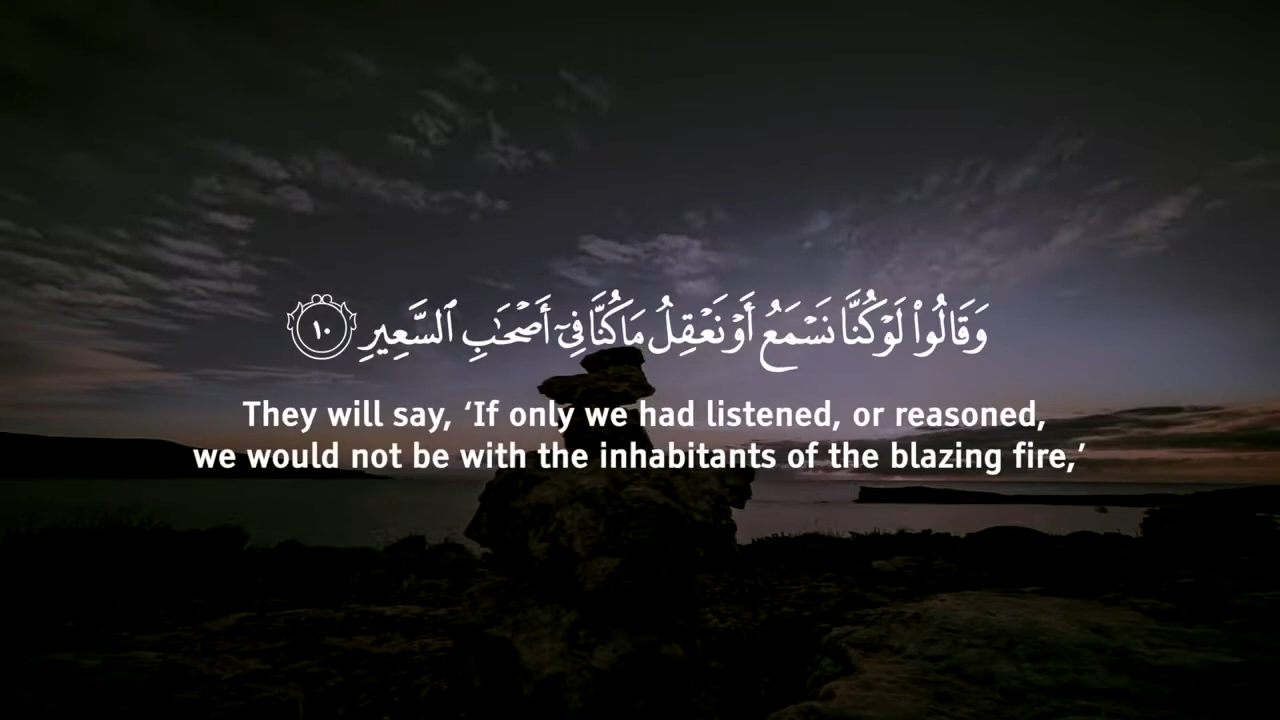 وَقَالُوا۟ لَوْ كُنَّا نَسْمَعُ أَوْ نَعْقِلُ مَا كُنَّا فِىٓ أَصْحَـٰبِ ٱلسَّعِيرِ ١٠
They will say, ‘If only we had listened, or reasoned,
we would not be with the inhabitants of the blazing fire,’